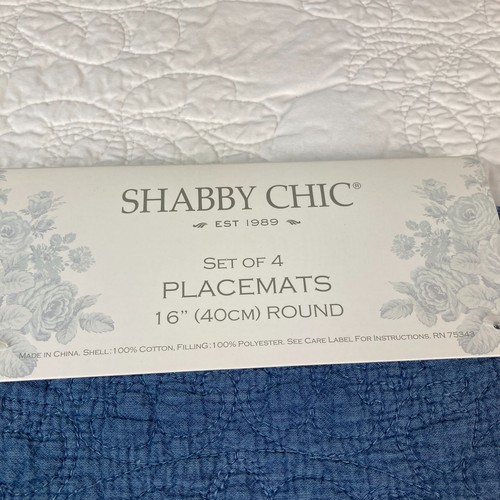 SHABBY CHIC®
EST 1989
SET OF 4
PLACEMATS
16" (40CM) ROUND
MADE IN CHINA. SHELL: 100% COTTON, FILLING: 100% POLYESTER. SEE CARE LABEL FOR INSTRUCTIONS. RN 75343